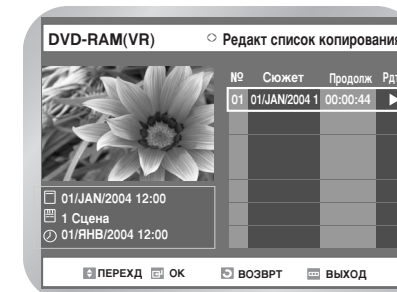 DVD-RAM(VR) Редакт список копирования
№ Сюжет Продолж Рдт
01 01/JAN/2004 1 00:00:44
01/JAN/2004 12:00
1 Сцена
01/ЯНВ/2004 12:00
ПЕРЕХД OK ВОЗВРТ ВЫХОД